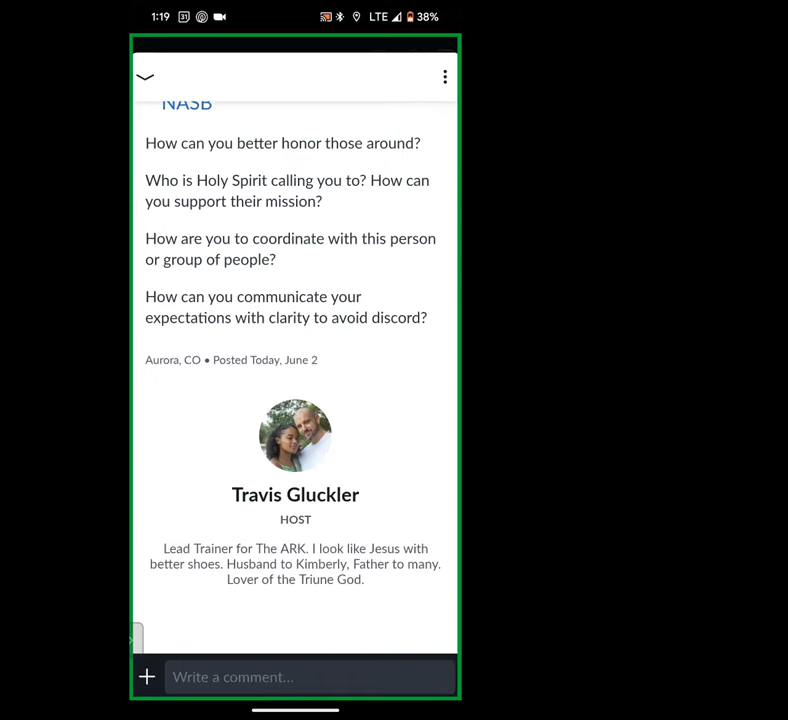 1:19 31 LTE 38%
NASB
How can you better honor those around?
Who is Holy Spirit calling you to? How can
you support their mission?
How are you to coordinate with this person
or group of people?
How can you communicate your
expectations with clarity to avoid discord?
Aurora, CO • Posted Today, June 2
Travis Gluckler
HOST
Lead Trainer for The ARK. I look like Jesus with
better shoes. Husband to Kimberly, Father to many.
Lover of the Triune God.
Write a comment...